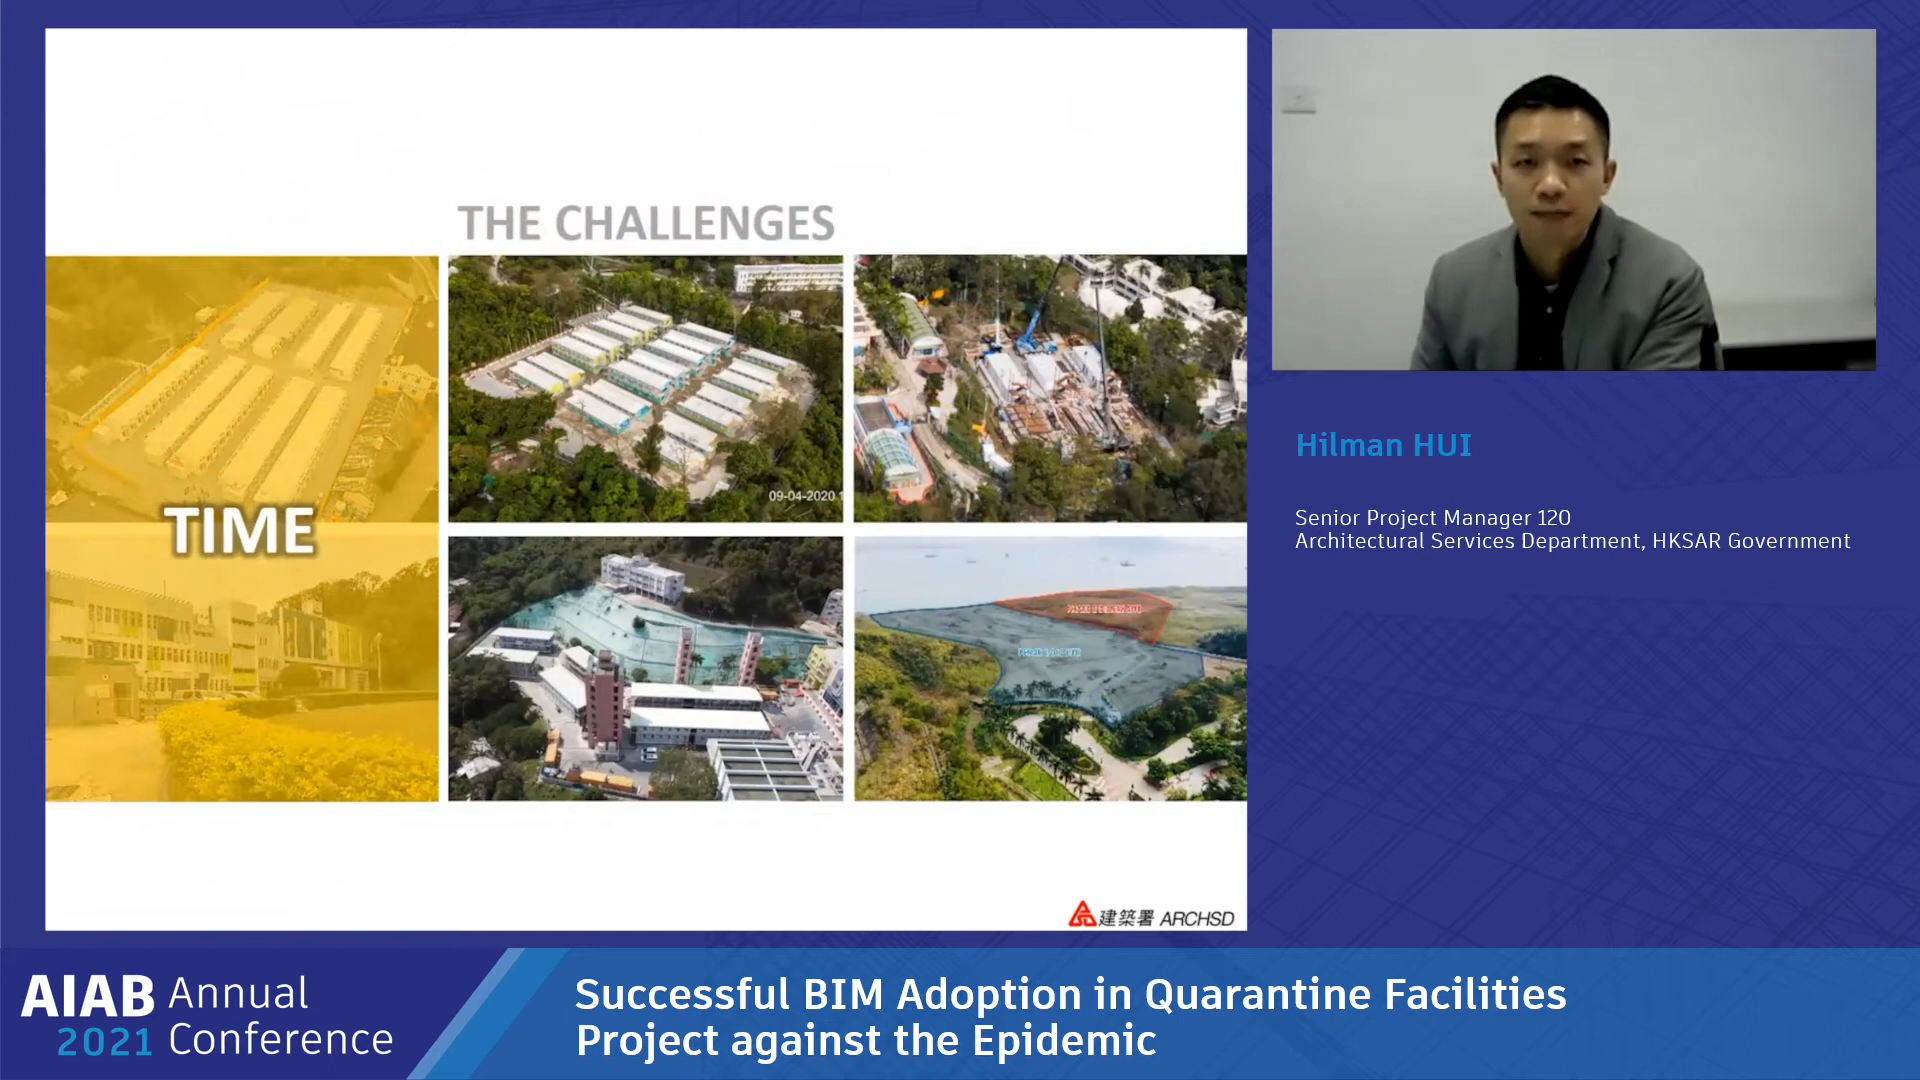 THE CHALLENGES
TIME
09-04-2020 1
建築署 ARCHSD
Hilman HUI
Senior Project Manager 120
Architectural Services Department, HKSAR Government
AIAB Annual
2021 Conference
Successful BIM Adoption in Quarantine Facilities
Project against the Epidemic